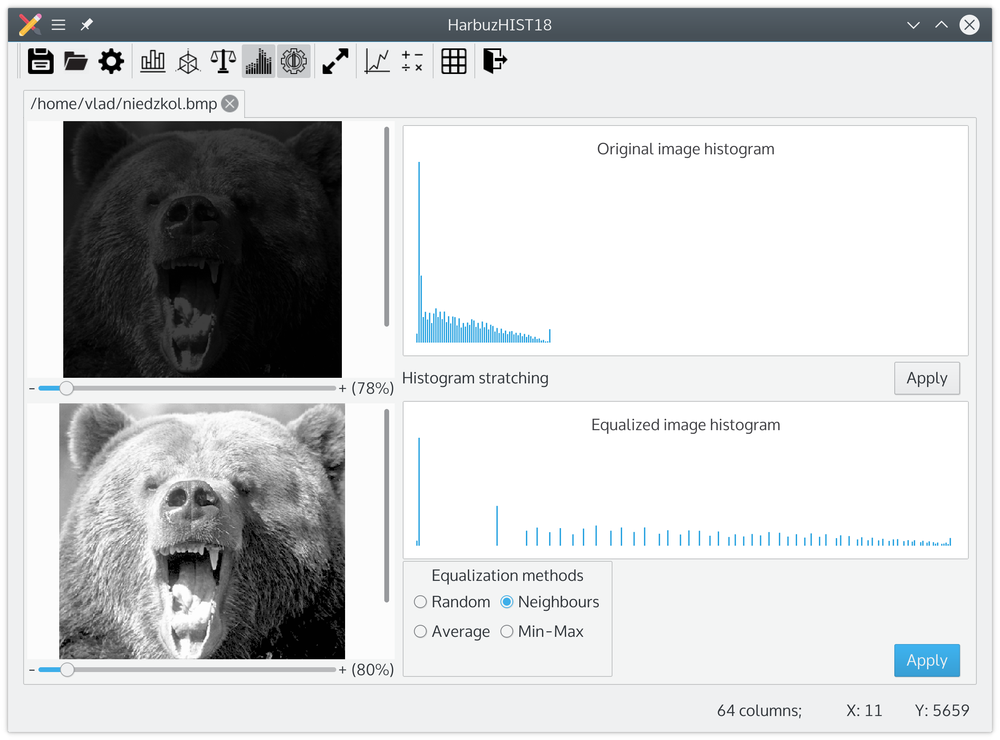 HarbuzHIST18
/home/vlad/niedzkol.bmp
Original image histogram
- + (78%)
Histogram stratching
Apply
Equalized image histogram
Equalization methods
Random Neighbours
Average Min-Max
- + (80%)
Apply
64 columns; X: 11 Y: 5659